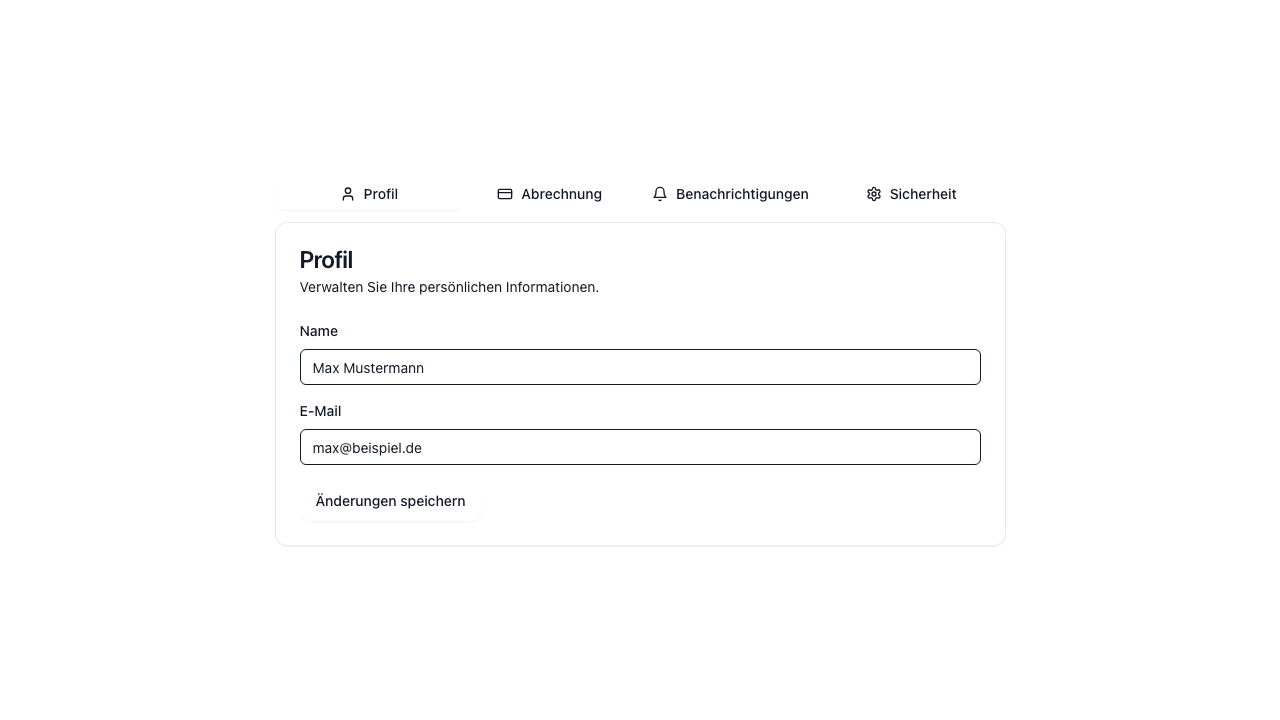 Profil Abrechnung Benachrichtigungen Sicherheit
Profil
Verwalten Sie Ihre persönlichen Informationen.
Name
Max Mustermann
E-Mail
max@beispiel.de
Änderungen speichern